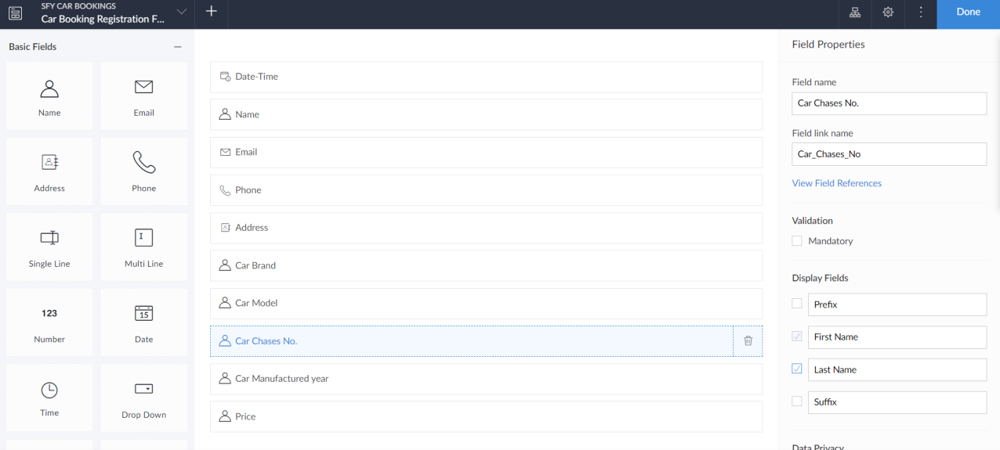 SFY CAR BOOKINGS
Car Booking Registration F...
Done
Basic Fields
Name
Email
Address
Phone
Single Line
Multi Line
123
Number
15
Date
Time
Drop Down
Date-Time
Name
Email
Phone
Address
Car Brand
Car Model
Car Chases No.
Car Manufactured year
Price
Field Properties
Field name
Car Chases No.
Field link name
Car_Chases_No
View Field References
Validation
Mandatory
Display Fields
Prefix
First Name
Last Name
Suffix
Data Privacy